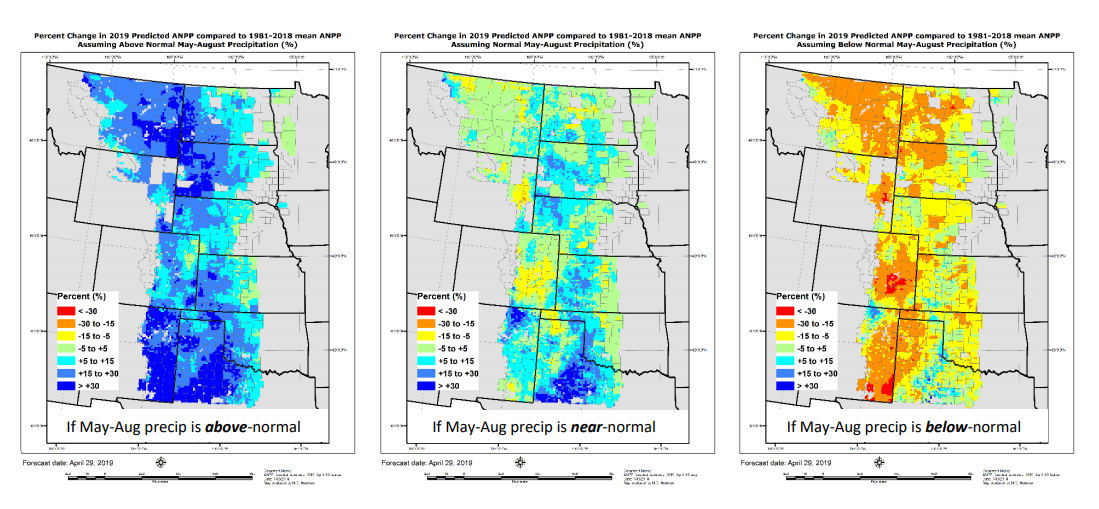 Percent Change in 2019 Predicted ANPP compared to 1981-2018 mean ANPP
Assuming Above Normal May-August Precipitation (%)
Percent (%)
< -30
-30 to -15
-15 to -5
-5 to +5
+5 to +15
+15 to +30
> +30
If May-Aug precip is above-normal
Forecast date: April 29, 2019
Percent Change in 2019 Predicted ANPP compared to 1981-2018 mean ANPP
Assuming Normal May-August Precipitation (%)
Percent (%)
< -30
-30 to -15
-15 to -5
-5 to +5
+5 to +15
+15 to +30
> +30
If May-Aug precip is near-normal
Forecast date: April 29, 2019
Percent Change in 2019 Predicted ANPP compared to 1981-2018 mean ANPP
Assuming Below Normal May-August Precipitation (%)
Percent (%)
< -30
-30 to -15
-15 to -5
-5 to +5
+5 to +15
+15 to +30
> +30
If May-Aug precip is below-normal
Forecast date: April 29, 2019